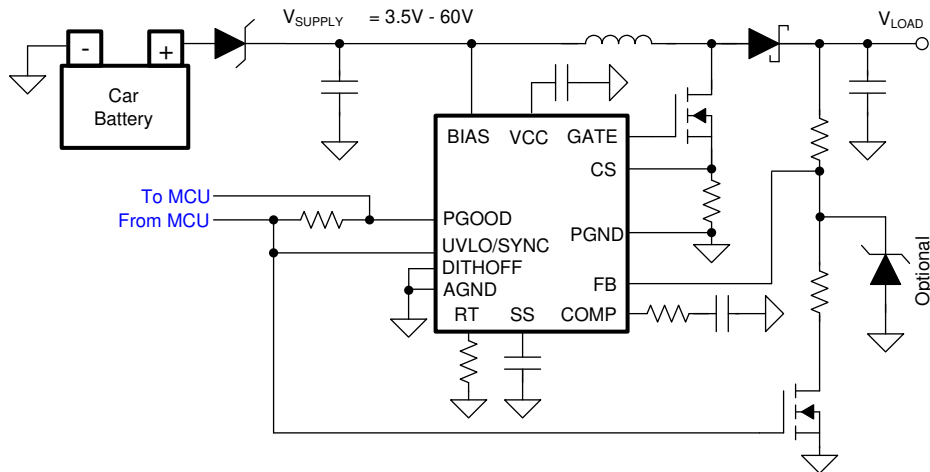 VSUPPLY = 3.5V - 60V
VLOAD
- +
Car
Battery
BIAS VCC GATE
CS
To MCU
From MCU
PGOOD
PGND
UVLO/SYNC
DITHOFF
FB
AGND
RT SS COMP
Optional